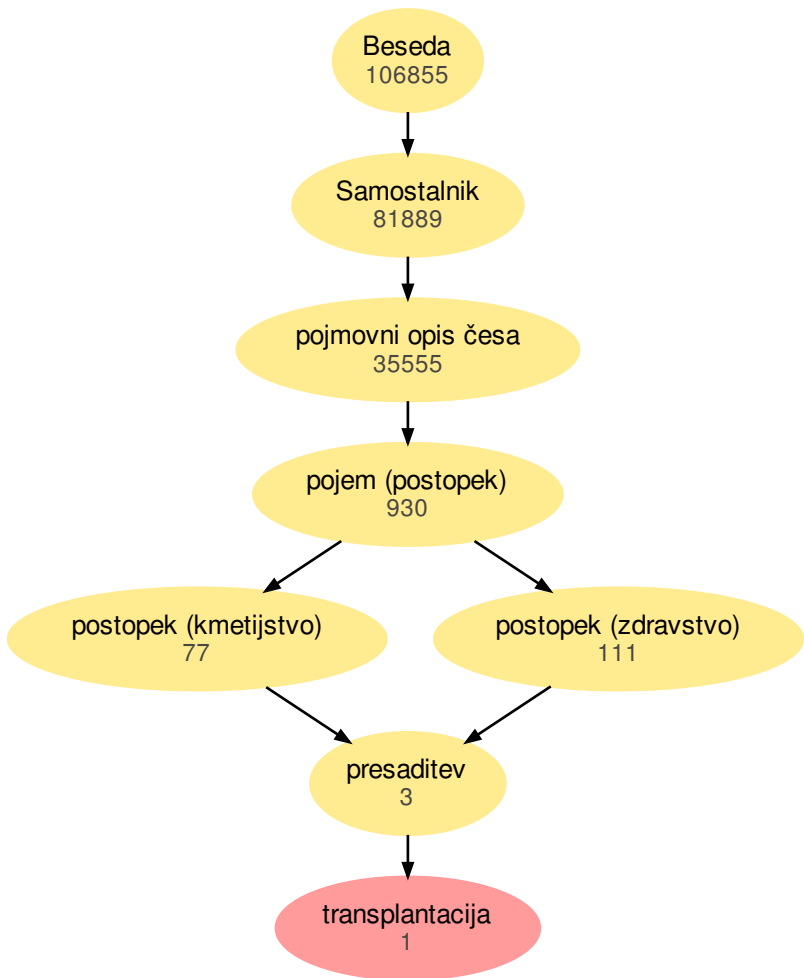 Beseda
106855
Samostalnik
81889
pojmovni opis česa
35555
pojem (postopek)
930
postopek (kmetijstvo)
77
postopek (zdravstvo)
111
presaditev
3
transplantacija
1